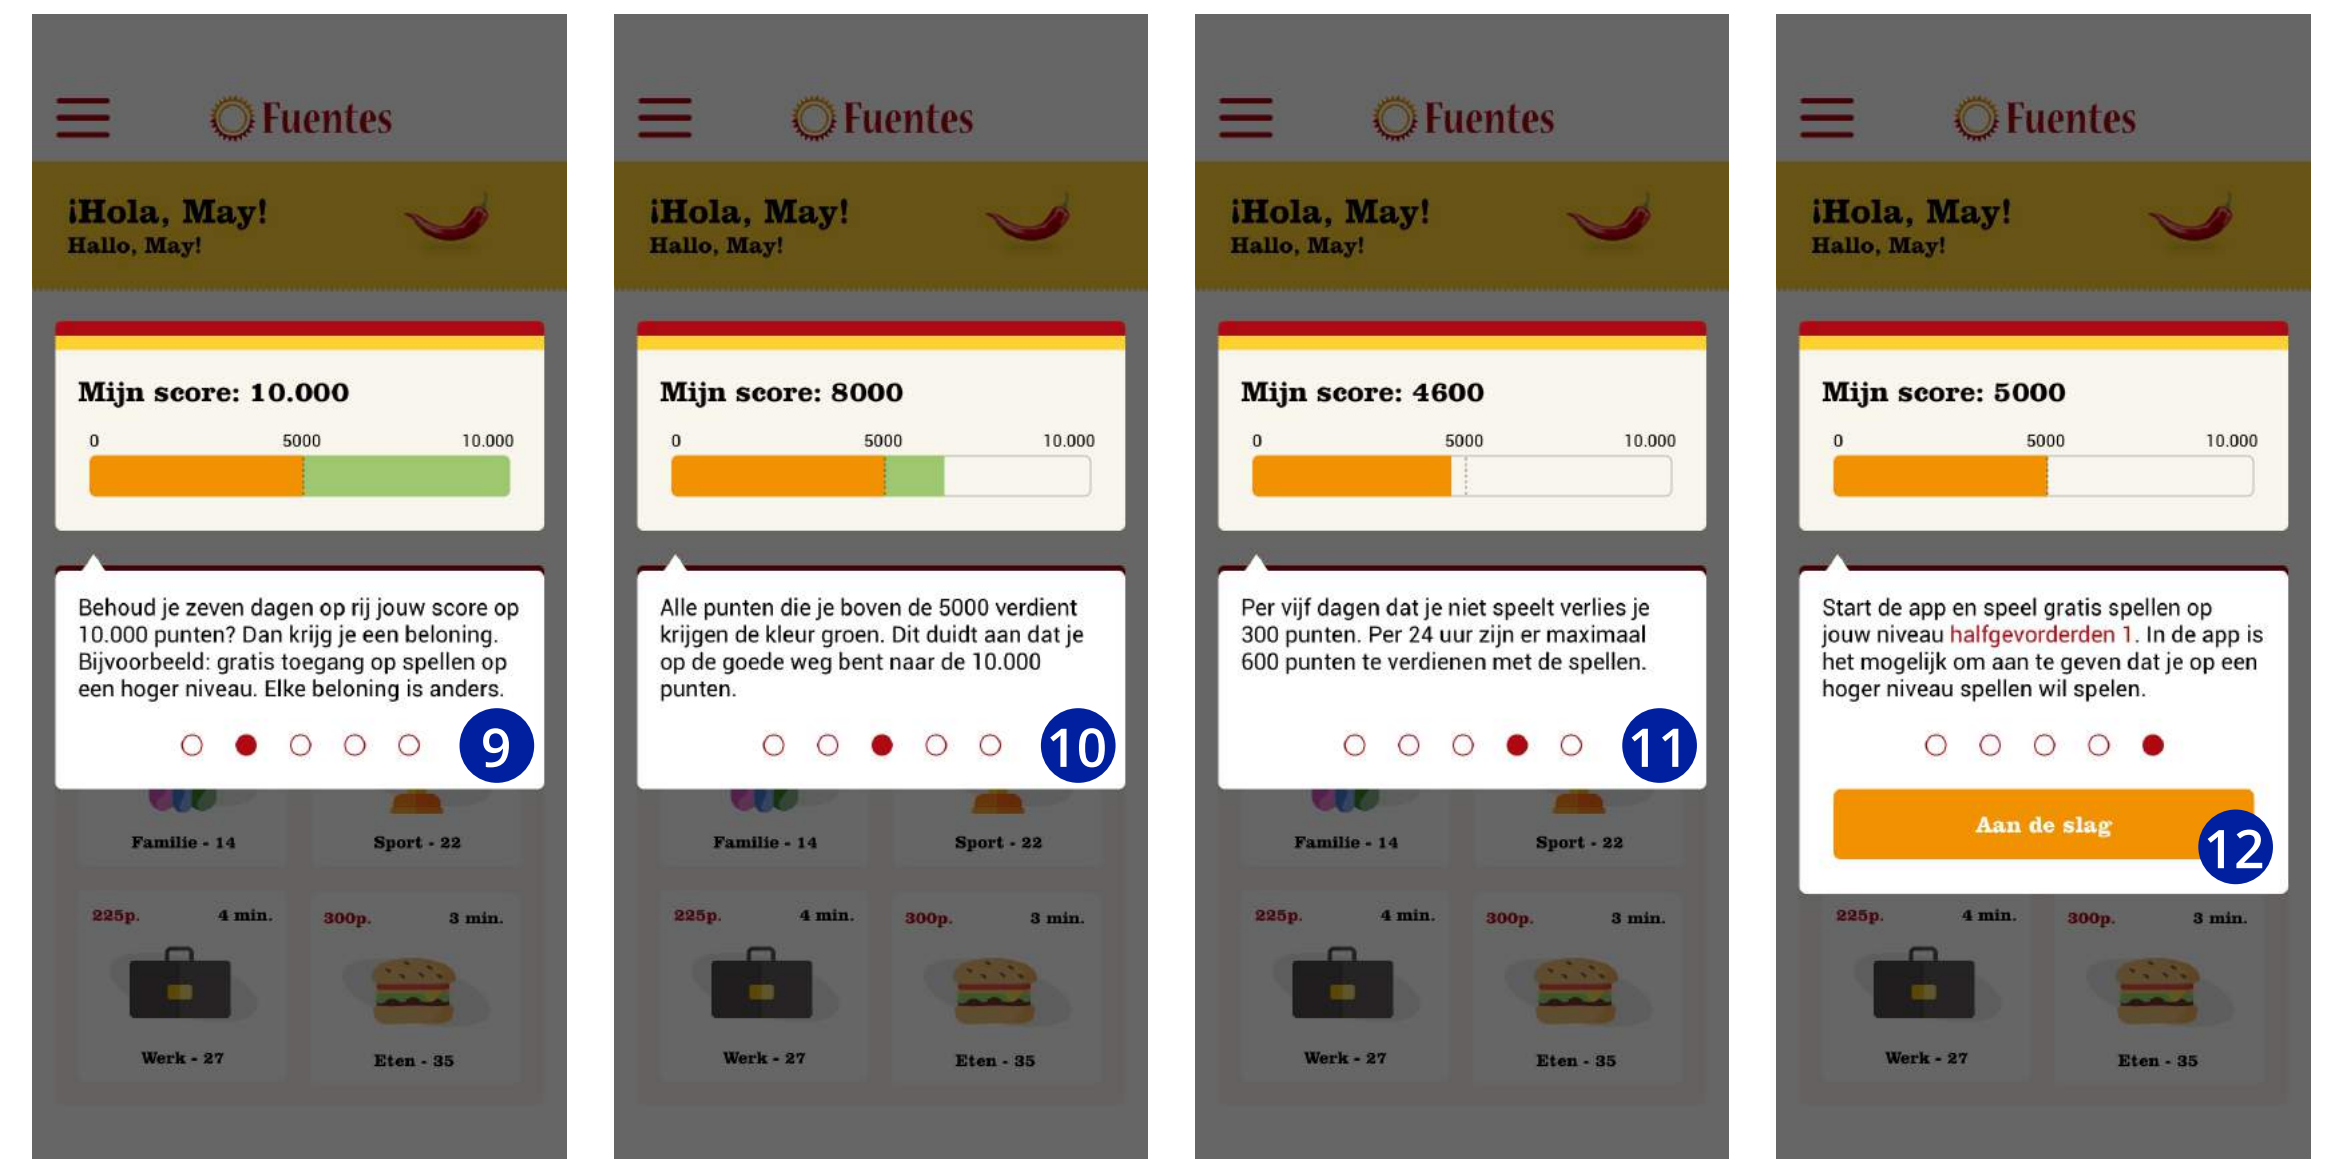 Fuentes
¡Hola, May!
Hallo, May!
Mijn score: 10.000
0 5000 10.000
Behoud je zeven dagen op rij jouw score op
10.000 punten? Dan krijg je een beloning.
Bijvoorbeeld: gratis toegang op spellen op
een hoger niveau. Elke beloning is anders.
9
Familie - 14 Sport - 22
225p. 4 min. 300p. 3 min.
Werk - 27 Eten - 35
Fuentes
¡Hola, May!
Hallo, May!
Mijn score: 8000
0 5000 10.000
Alle punten die je boven de 5000 verdient
krijgen de kleur groen. Dit duidt aan dat je
op de goede weg bent naar de 10.000
punten.
10
Familie - 14 Sport - 22
225p. 4 min. 300p. 3 min.
Werk - 27 Eten - 35
Fuentes
¡Hola, May!
Hallo, May!
Mijn score: 4600
0 5000 10.000
Per vijf dagen dat je niet speelt verlies je
300 punten. Per 24 uur zijn er maximaal
600 punten te verdienen met de spellen.
11
Familie - 14 Sport - 22
225p. 4 min. 300p. 3 min.
Werk - 27 Eten - 35
Fuentes
¡Hola, May!
Hallo, May!
Mijn score: 5000
0 5000 10.000
Start de app en speel gratis spellen op
jouw niveau halfgevorderden 1. In de app is
het mogelijk om aan te geven dat je op een
hoger niveau spellen wil spelen.
Aan de slag
12
225p. 4 min. 300p. 3 min.
Werk - 27 Eten - 35